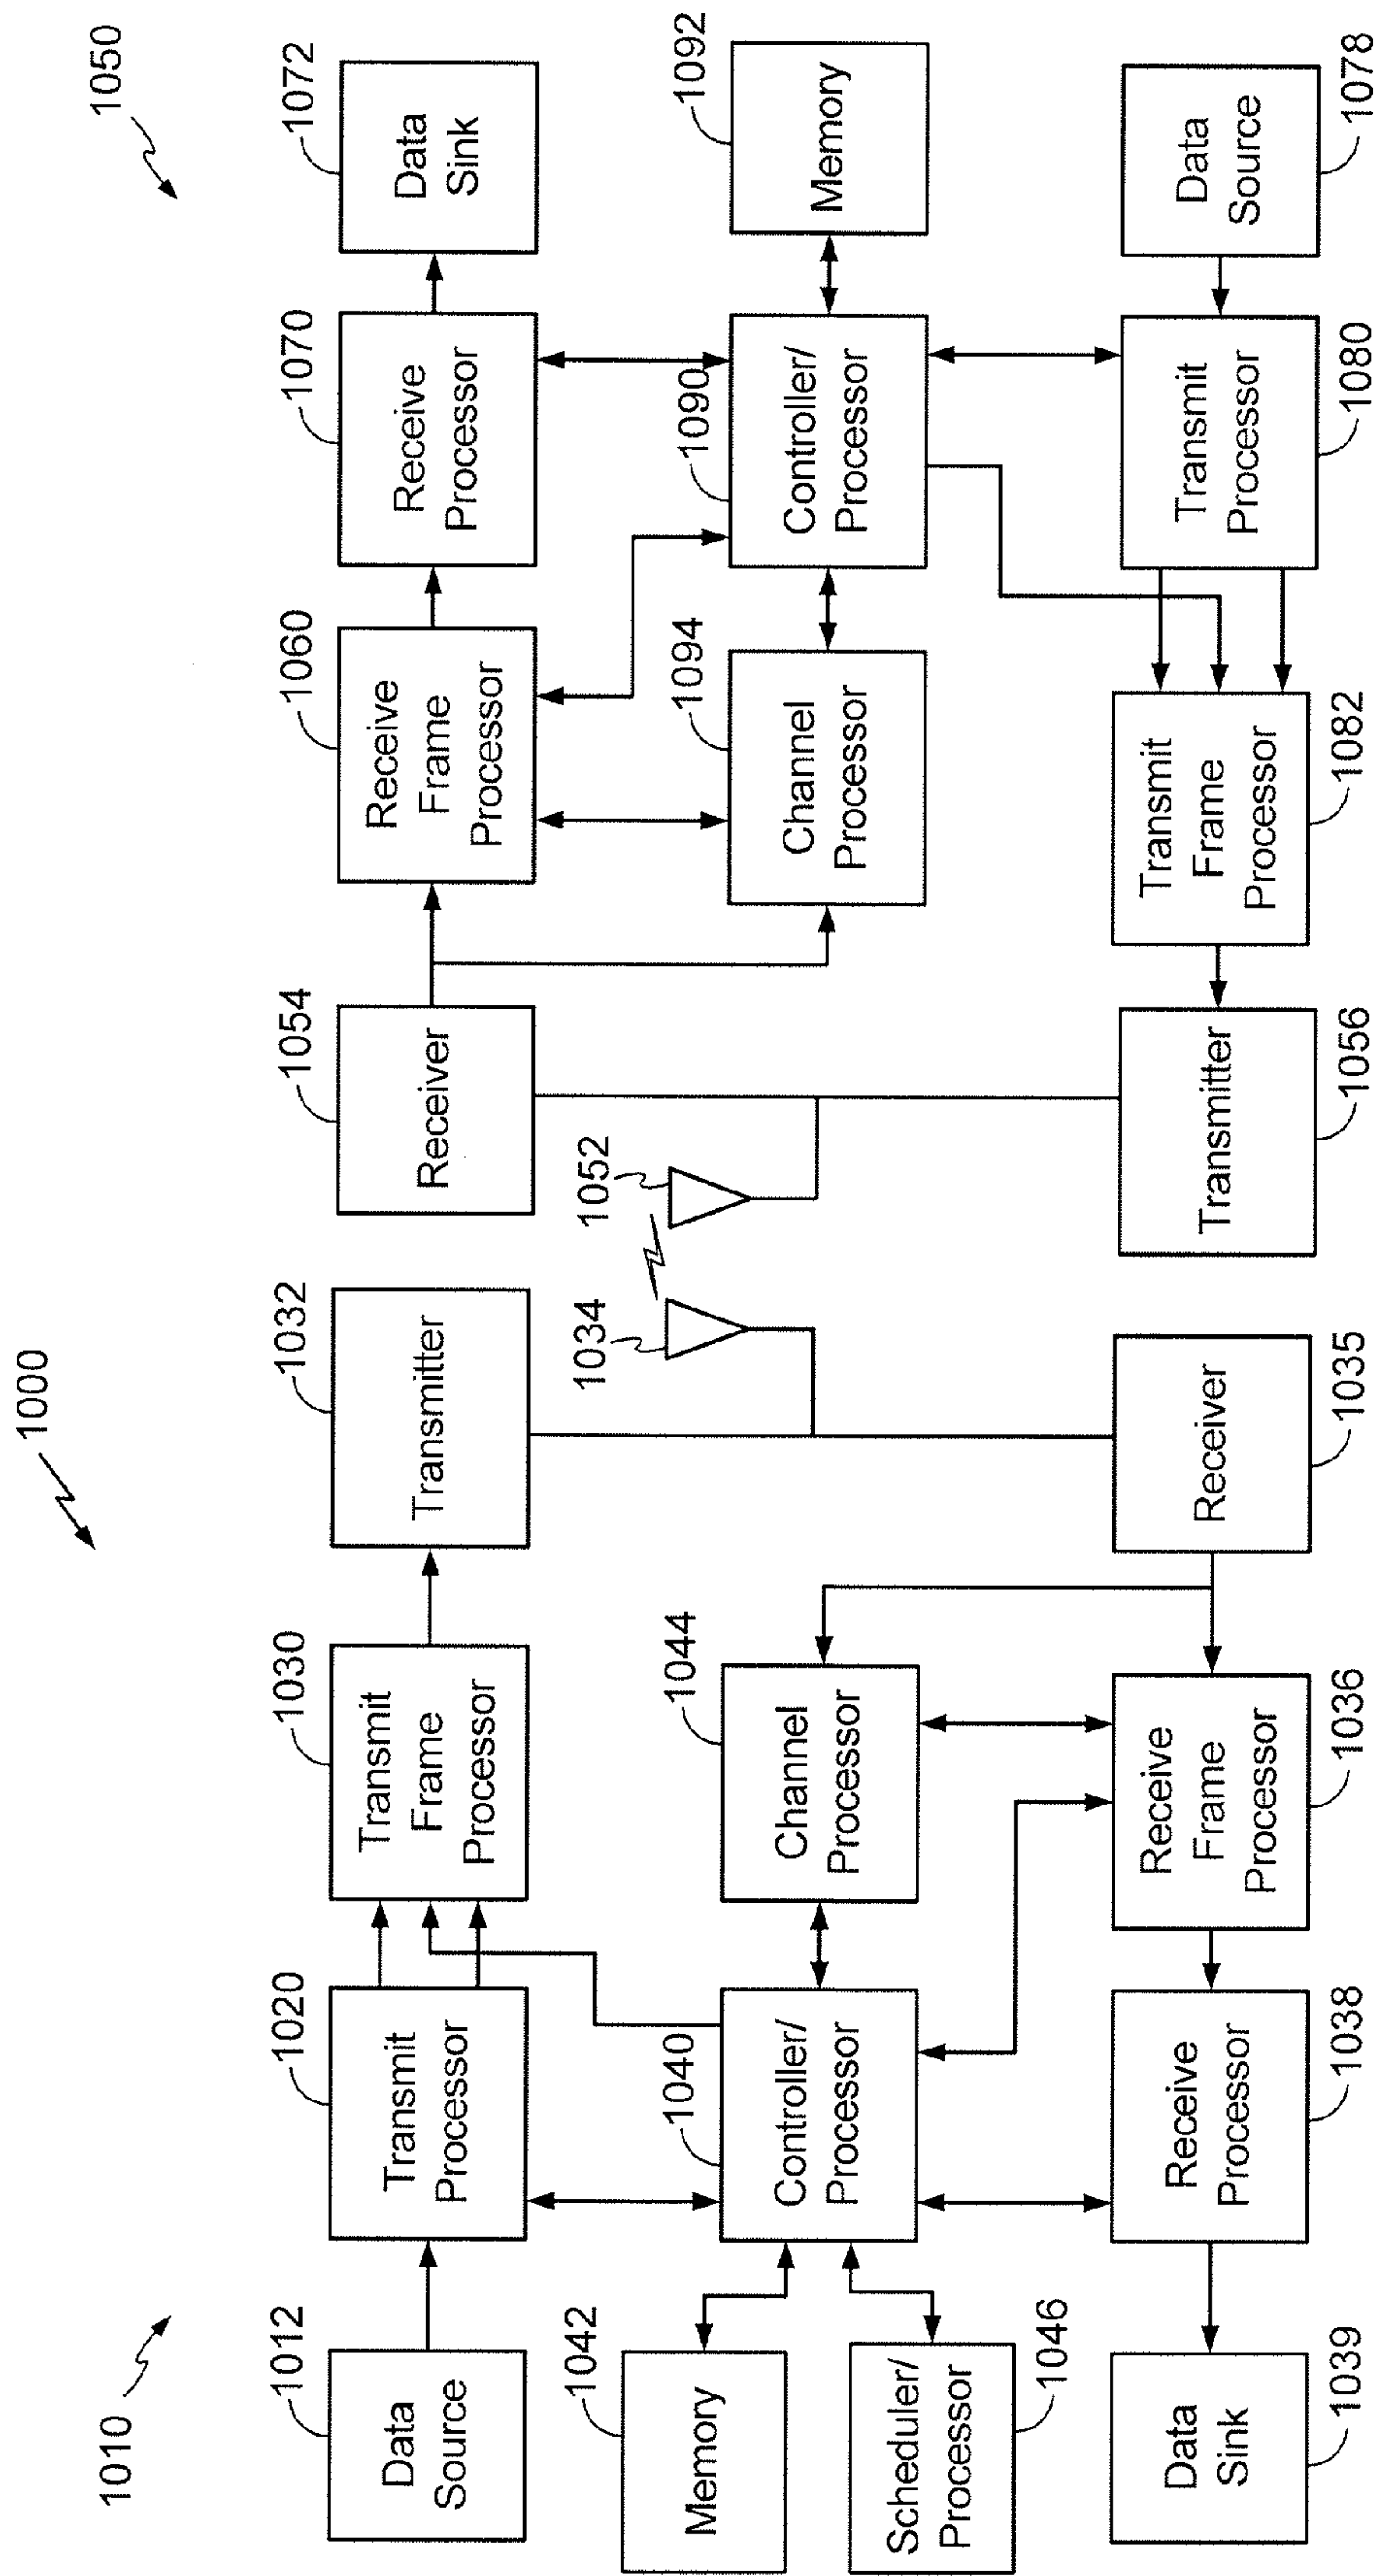 1000
1010
1050
1012
Data
Source
1020
Transmit
Processor
1030
Transmit
Frame
Processor
1032
Transmitter
1054
Receiver
1060
Receive
Frame
Processor
1070
Receive
Processor
1072
Data
Sink
1034
1052
1042
Memory
1040
Controller/
Processor
1044
Channel
Processor
1094
Channel
Processor
1090
Controller/
Processor
1092
Memory
Scheduler/
Processor
1046
Data
Sink
1039
Receive
Processor
1038
Receive
Frame
Processor
1036
Receiver
1035
Transmitter
1056
Transmit
Frame
Processor
1082
Transmit
Processor
1080
Data
Source
1078